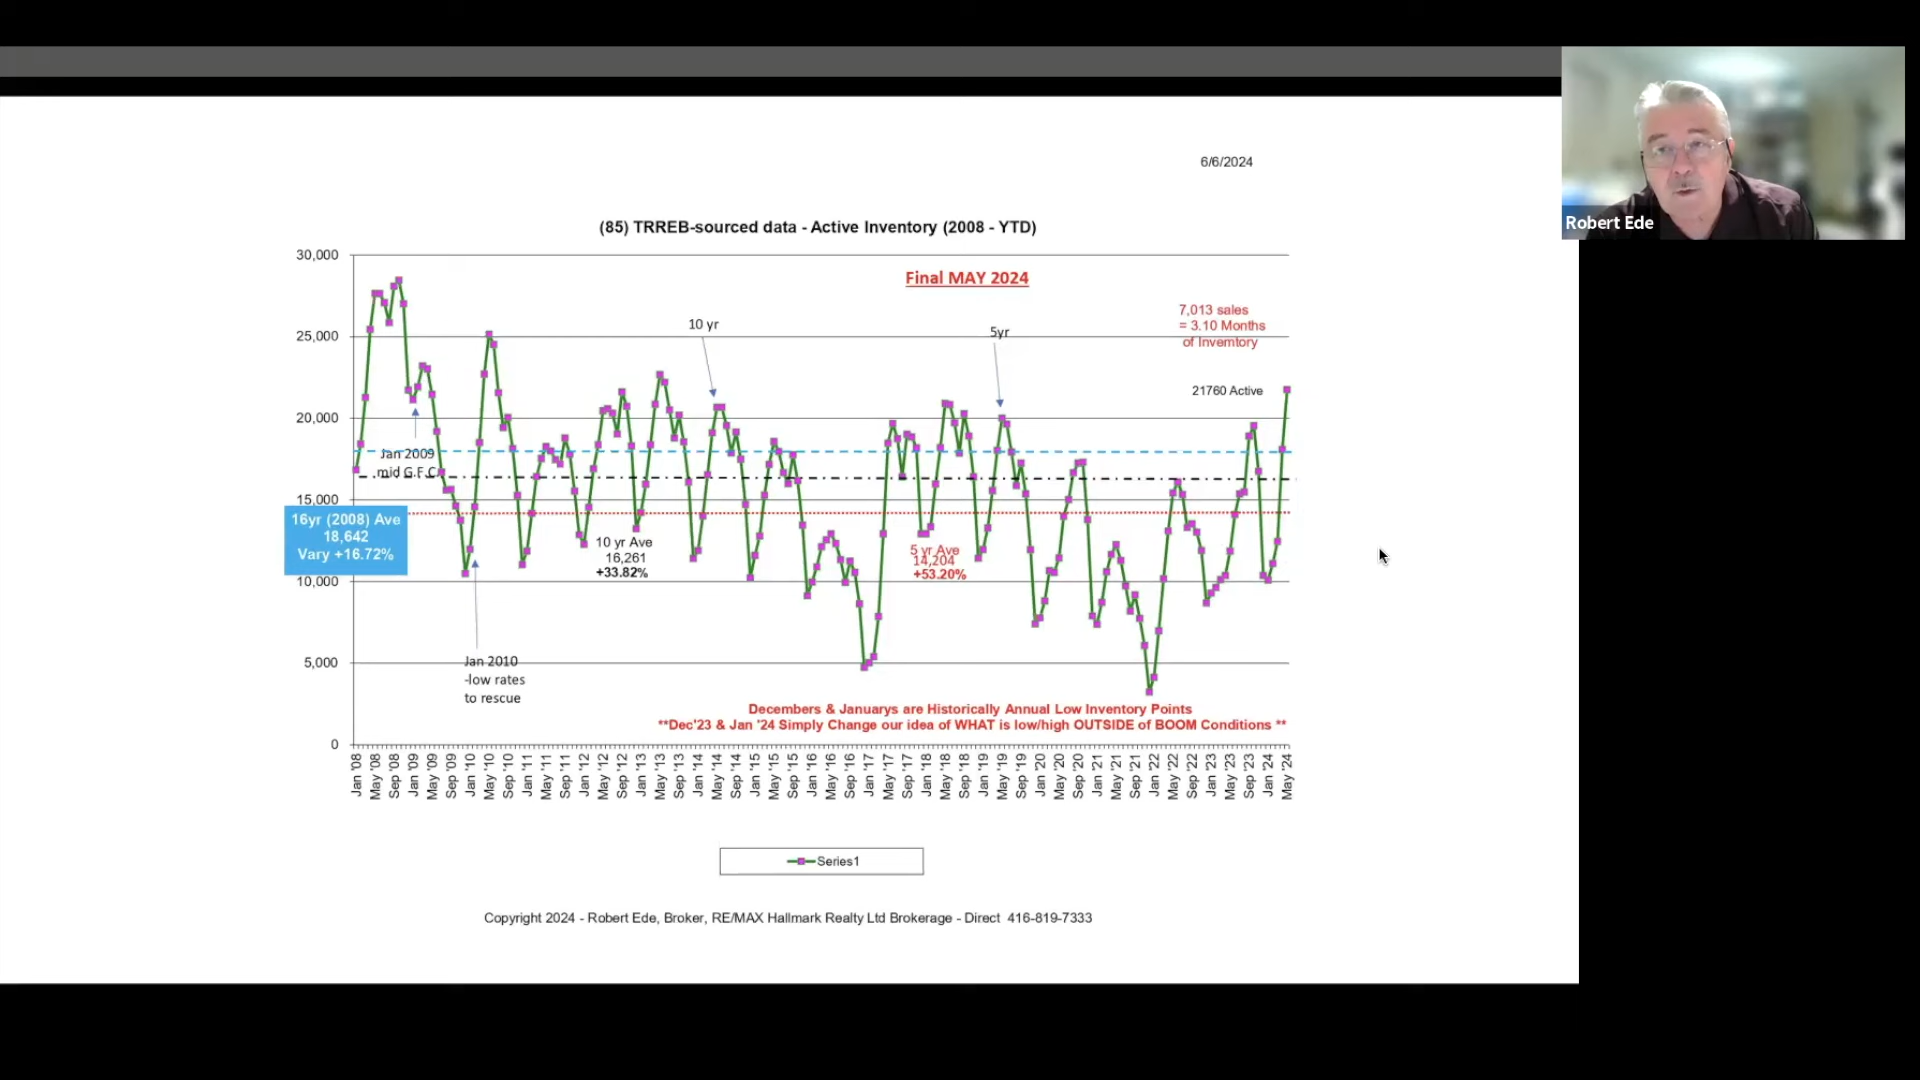 6/6/2024
Robert Ede
(85) TRREB-sourced data - Active Inventory (2008 - YTD)
30,000
25,000
20,000
15,000
10,000
5,000
0
Final MAY 2024
7,013 sales
= 3.10 Months
of Inverntory
10 yr
5yr
21760 Active
Jan 2009
mid G.F.C.
16yr (2008) Ave
18,642
Vary +16.72%
10 yr Ave
16,261
+33.82%
5 yr Ave
14,204
+53.20%
Jan 2010
-low rates
to rescue
Decembers & Januarys are Historically Annual Low Inventory Points
**Dec'23 & Jan '24 Simply Change our idea of WHAT is low/high OUTSIDE of BOOM Conditions **
Jan '08
May '08
Sep '08
Jan '09
May '09
Sep '09
Jan '10
May '10
Sep '10
Jan '11
May '11
Sep '11
Jan '12
May '12
Sep '12
Jan '13
May '13
Sep '13
Jan '14
May '14
Sep '14
Jan '15
May '15
Sep '15
Jan '16
May '16
Sep '16
Jan '17
May '17
Sep '17
Jan '18
May '18
Sep '18
Jan '19
May '19
Sep '19
Jan '20
May '20
Sep '20
Jan '21
May '21
Sep '21
Jan '22
May '22
Sep '22
Jan '23
May '23
Sep '23
Jan '24
May '24
Series1
Copyright 2024 - Robert Ede, Broker, RE/MAX Hallmark Realty Ltd Brokerage - Direct 416-819-7333